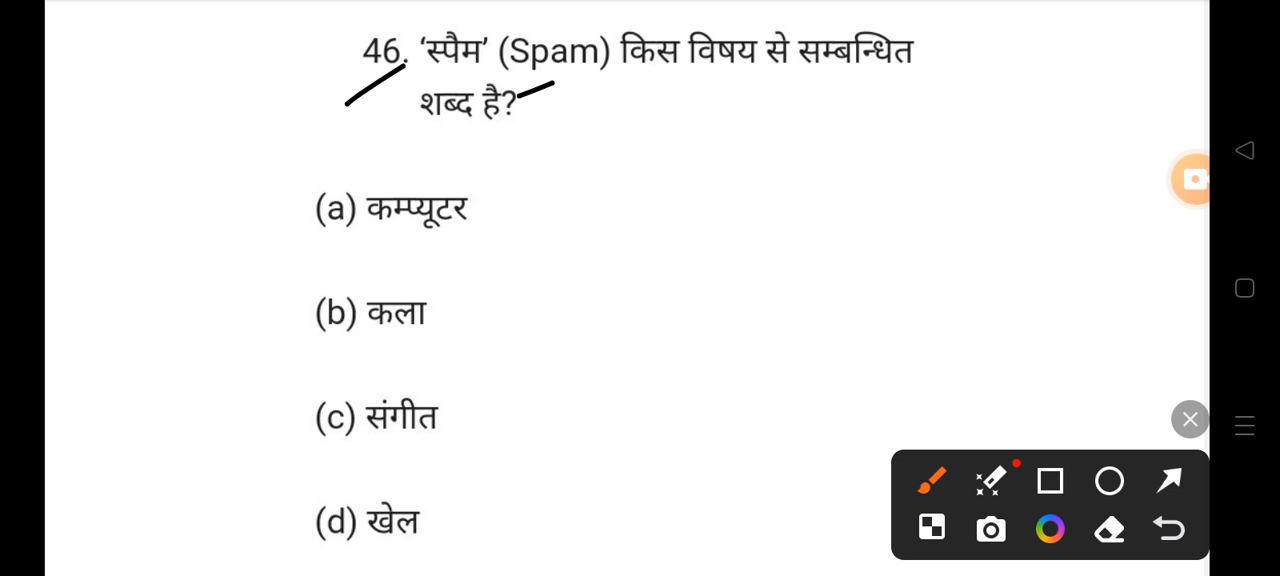 46. ‘स्पैम’ (Spam) किस विषय से सम्बन्धित
शब्द है?
(a) कम्प्यूटर
(b) कला
(c) संगीत
(d) खेल